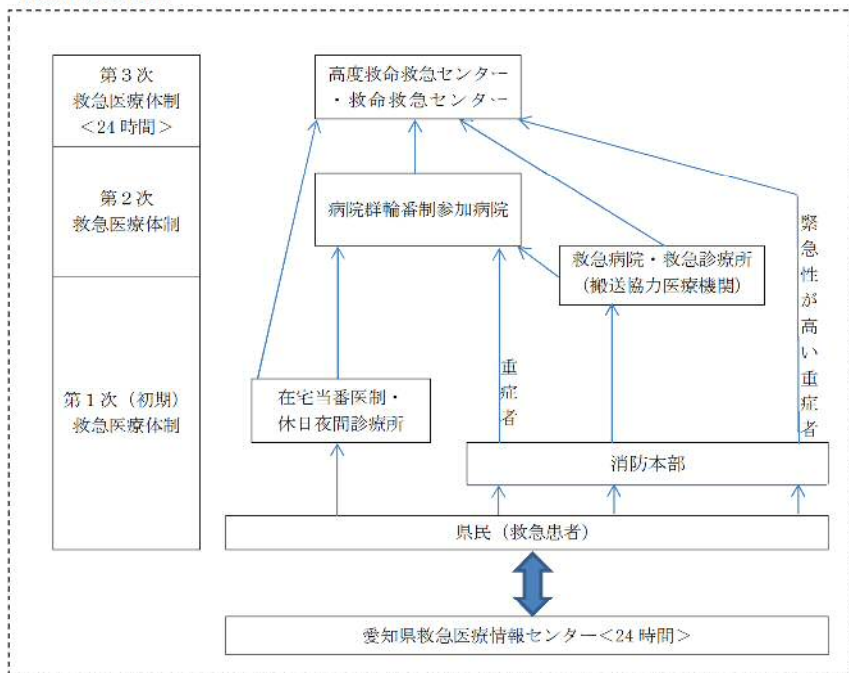 第３次
救急医療体制
＜24時間＞
高度救命救急センター
・救命救急センター
第２次
救急医療体制
病院群輪番制参加病院
救急病院・救急診療所
（搬送協力医療機関）
緊急性が高い重症者
重症者
第１次（初期）
救急医療体制
在宅当番医制・
休日夜間診療所
消防本部
県民（救急患者）
愛知県救急医療情報センター＜24時間＞